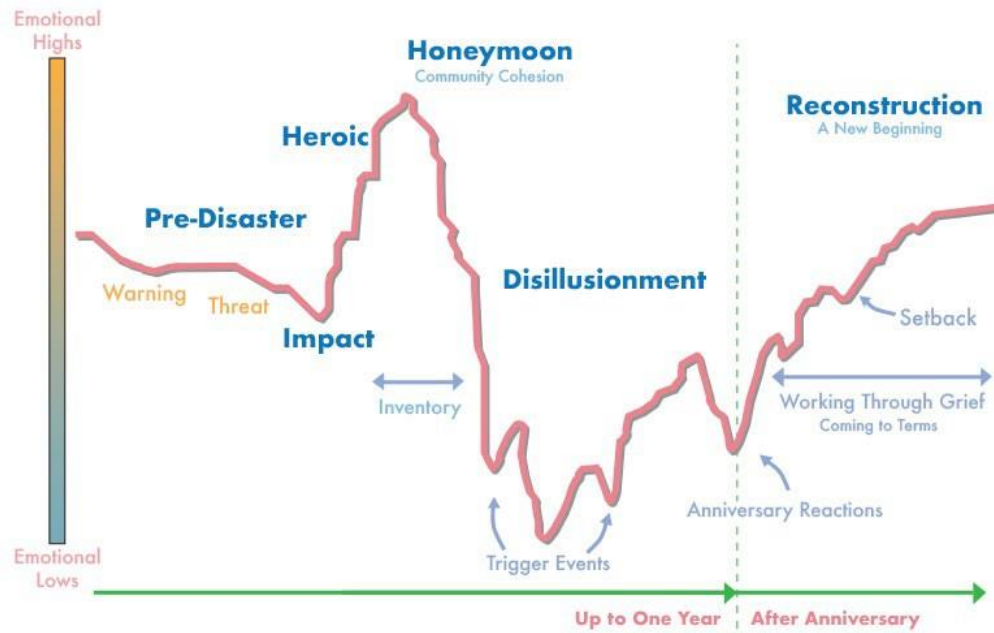 Emotional
Highs
Honeymoon
Community Cohesion
Reconstruction
A New Beginning
Heroic
Pre-Disaster
Warning
Threat
Impact
Disillusionment
Setback
Inventory
Working Through Grief
Coming to Terms
Anniversary Reactions
Trigger Events
Emotional
Lows
Up to One Year
After Anniversary